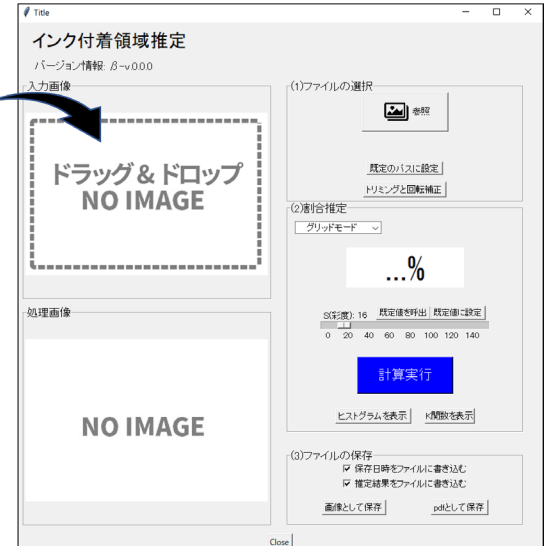 Title
インク付着領域推定
バージョン情報: β-v.0.0.0
入力画像
ドラッグ & ドロップ
NO IMAGE
処理画像
NO IMAGE
(1)ファイルの選択
参照
既定のパスに設定
トリミングと回転補正
(2)割合推定
グリッドモード
...%
S(彩度): 16 既定値を呼出 既定値に設定
0 20 40 60 80 100 120 140
計算実行
ヒストグラムを表示 K関数を表示
(3)ファイルの保存
保存日時をファイルに書き込む
推定結果をファイルに書き込む
画像として保存 pdfとして保存
Close